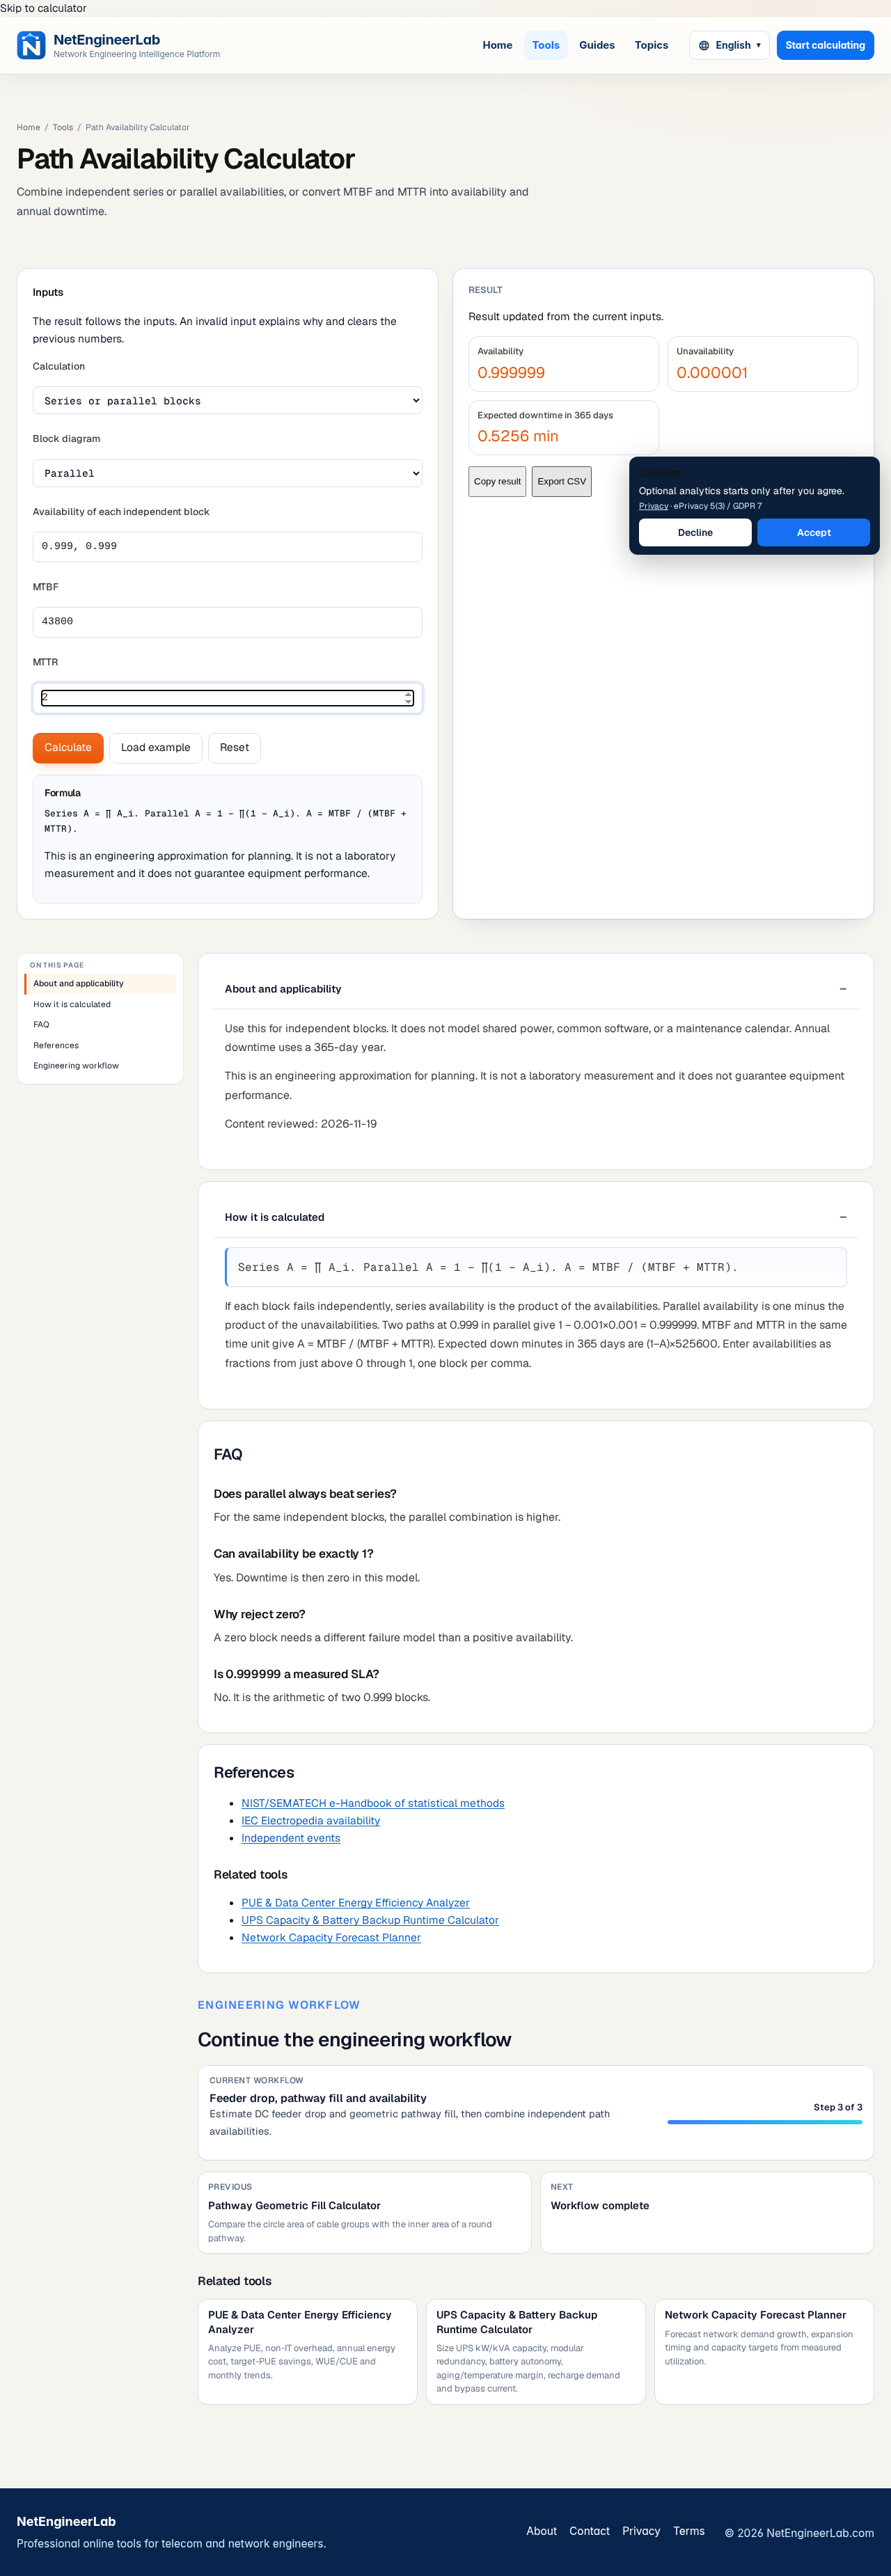 Skip to calculator
NetEngineerLab
Network Engineering Intelligence Platform
Home
Tools
Guides
Topics
English ▾
Start calculating
Home / Tools / Path Availability Calculator
Path Availability Calculator
Combine independent series or parallel availabilities, or convert MTBF and MTTR into availability and
annual downtime.
Inputs
The result follows the inputs. An invalid input explains why and clears the
previous numbers.
Calculation
Series or parallel blocks
Block diagram
Parallel
Availability of each independent block
0.999, 0.999
MTBF
43800
MTTR
2
Calculate
Load example
Reset
Formula
Series A = ∏ A_i. Parallel A = 1 − ∏(1 − A_i). A = MTBF / (MTBF +
MTTR).
This is an engineering approximation for planning. It is not a laboratory
measurement and it does not guarantee equipment performance.
RESULT
Result updated from the current inputs.
Availability
0.999999
Unavailability
0.000001
Expected downtime in 365 days
0.5256 min
Copy result
Export CSV
Cookies
Optional analytics starts only after you agree.
Privacy · ePrivacy 5(3) / GDPR 7
Decline
Accept
ON THIS PAGE
About and applicability
How it is calculated
FAQ
References
Engineering workflow
About and applicability −
Use this for independent blocks. It does not model shared power, common software, or a maintenance calendar. Annual
downtime uses a 365-day year.
This is an engineering approximation for planning. It is not a laboratory measurement and it does not guarantee equipment
performance.
Content reviewed: 2026-11-19
How it is calculated −
Series A = ∏ A_i. Parallel A = 1 − ∏(1 − A_i). A = MTBF / (MTBF + MTTR).
If each block fails independently, series availability is the product of the availabilities. Parallel availability is one minus the
product of the unavailabilities. Two paths at 0.999 in parallel give 1 − 0.001×0.001 = 0.999999. MTBF and MTTR in the same
time unit give A = MTBF / (MTBF + MTTR). Expected down minutes in 365 days are (1−A)×525600. Enter availabilities as
fractions from just above 0 through 1, one block per comma.
FAQ
Does parallel always beat series?
For the same independent blocks, the parallel combination is higher.
Can availability be exactly 1?
Yes. Downtime is then zero in this model.
Why reject zero?
A zero block needs a different failure model than a positive availability.
Is 0.999999 a measured SLA?
No. It is the arithmetic of two 0.999 blocks.
References
NIST/SEMATECH e-Handbook of statistical methods
IEC Electropedia availability
Independent events
Related tools
PUE & Data Center Energy Efficiency Analyzer
UPS Capacity & Battery Backup Runtime Calculator
Network Capacity Forecast Planner
ENGINEERING WORKFLOW
Continue the engineering workflow
CURRENT WORKFLOW
Feeder drop, pathway fill and availability
Estimate DC feeder drop and geometric pathway fill, then combine independent path
availabilities.
Step 3 of 3
PREVIOUS
Pathway Geometric Fill Calculator
Compare the circle area of cable groups with the inner area of a round
pathway.
NEXT
Workflow complete
Related tools
PUE & Data Center Energy Efficiency
Analyzer
Analyze PUE, non-IT overhead, annual energy
cost, target-PUE savings, WUE/CUE and
monthly trends.
UPS Capacity & Battery Backup
Runtime Calculator
Size UPS kW/kVA capacity, modular
redundancy, battery autonomy,
aging/temperature margin, recharge demand
and bypass current.
Network Capacity Forecast Planner
Forecast network demand growth, expansion
timing and capacity targets from measured
utilization.
NetEngineerLab
Professional online tools for telecom and network engineers.
About
Contact
Privacy
Terms
© 2026 NetEngineerLab.com